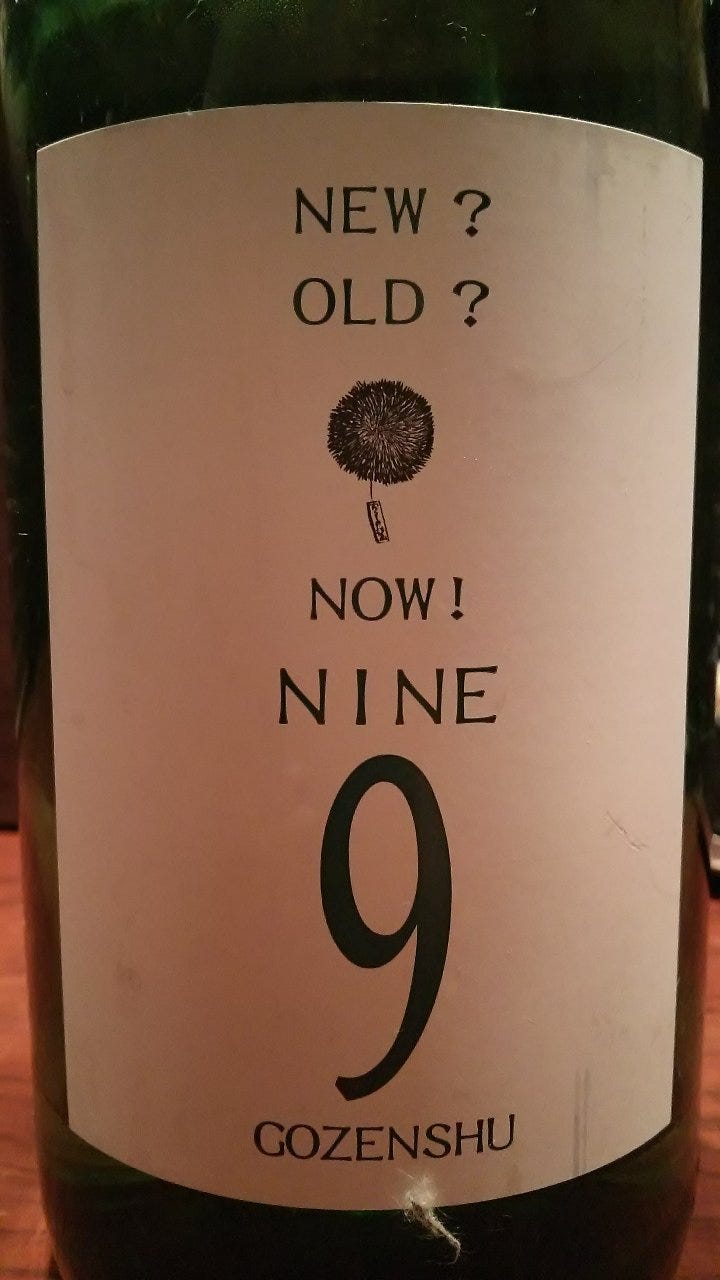 NEW ?
OLD ?
NOW !
NINE
9
GOZENSHU